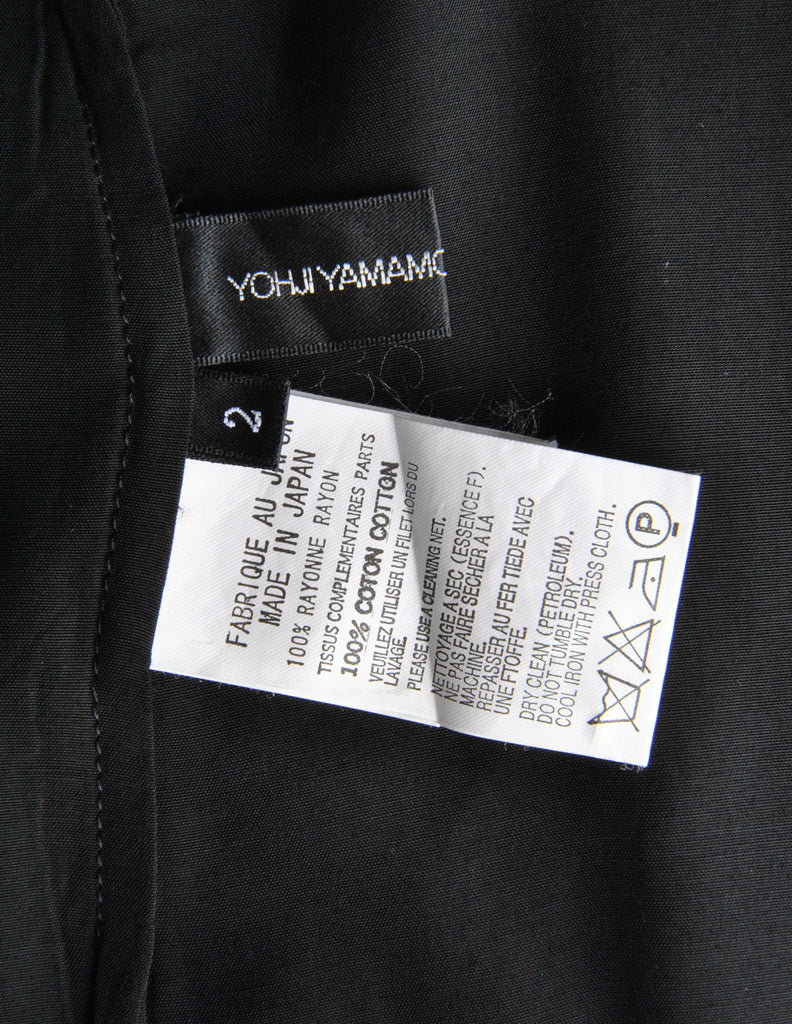 YOHJI YAMAMO
2
FABRIQUE AU JAPON
MADE IN JAPAN
100% RAYONNE RAYON
TISSUS COMPLEMENTAIRES PARTS
100% COTON COTTON
VEUILLEZ UTILISER UN FILET LORS DU
LAVAGE.
PLEASE USE A CLEANING NET.
NETTOYAGE A SEC. (ESSENCE F).
NE PAS FAIRE SECHER A LA
MACHINE.
REPASSER AU FER TIEDE AVEC
UNE FTOFFE.
DRY CLEAN (PETROLEUM).
DO NOT TUMBLE DRY.
COOL IRON WITH PRESS CLOTH.
P